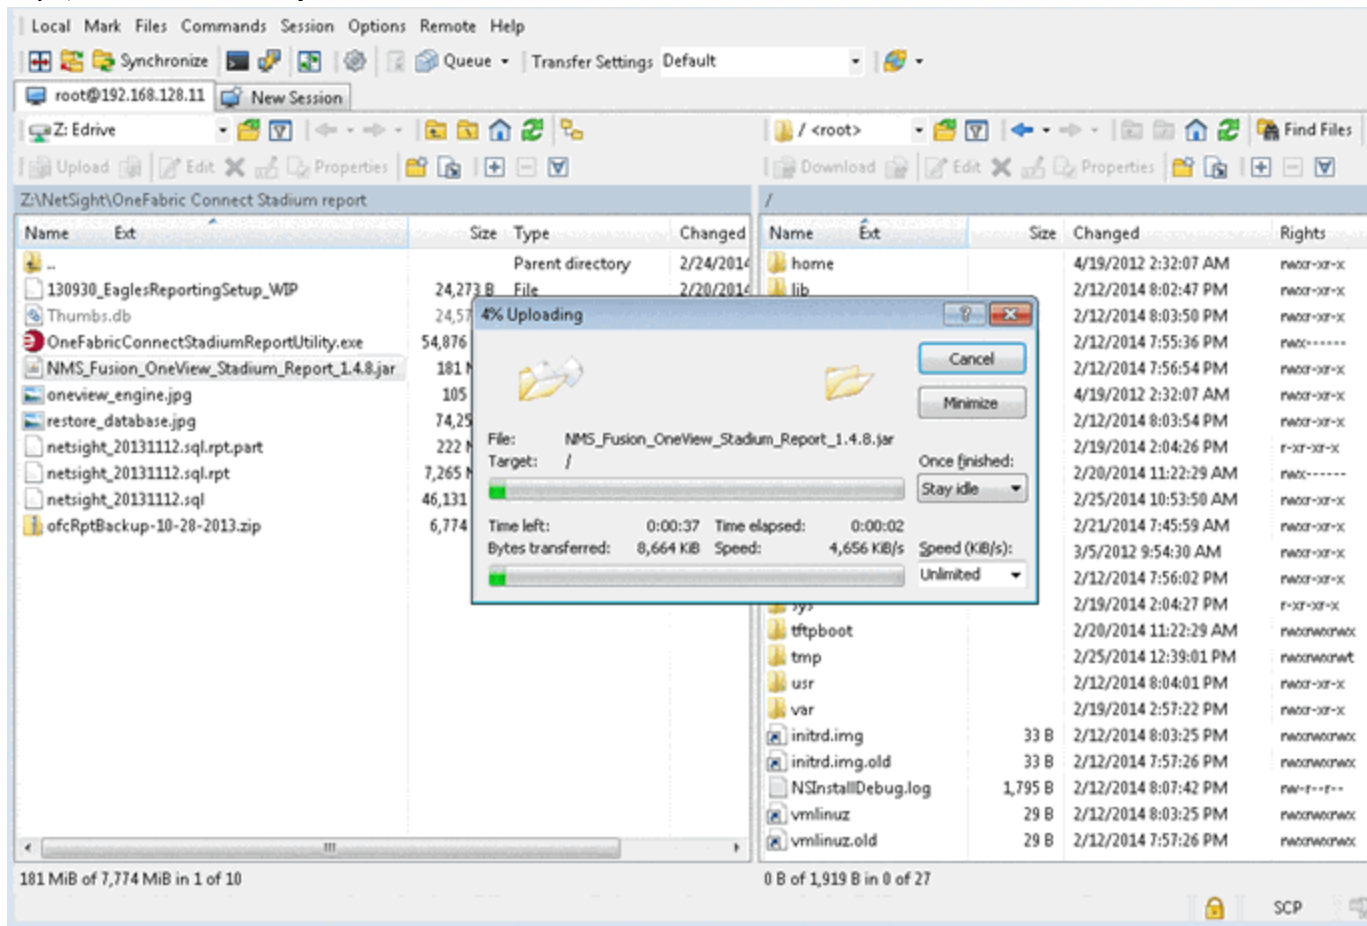 Local Mark Files Commands Session Options Remote Help
Synchronize Queue Transfer Settings Default
root@192.168.128.11 New Session
Z: Edrive / <root> Find Files
Upload Edit Properties Download Edit Properties
Z:\NetSight\OneFabric Connect Stadium report /
Name Ext Size Type Changed Name Ext Size Changed Rights
.. Parent directory 2/24/2014 home 4/19/2012 2:32:07 AM rwxr-xr-x
130930_EaglesReportingSetup_WIP 24,273 B File 2/20/2014 lib 2/12/2014 8:02:47 PM rwxr-xr-x
Thumbs.db 24,57 4% Uploading 2/12/2014 8:03:50 PM rwxr-xr-x
OneFabricConnectStadiumReportUtility.exe 54,876 2/12/2014 7:55:36 PM rwx------
NMS_Fusion_OneView_Stadium_Report_1.4.8.jar 181 Cancel 2/12/2014 7:56:54 PM rwxr-xr-x
oneview_engine.jpg 105 Minimize 4/19/2012 2:32:07 AM rwxr-xr-x
restore_database.jpg 74,25 2/12/2014 8:03:54 PM rwxr-xr-x
netsight_20131112.sql.rpt.part 222 File: NMS_Fusion_OneView_Stadium_Report_1.4.8.jar 2/19/2014 2:04:26 PM r-xr-xr-x
netsight_20131112.sql.rpt 7,265 Target: / Once finished: 2/20/2014 11:22:29 AM rwx------
netsight_20131112.sql 46,131 Stay idle 2/25/2014 10:53:50 AM rwxr-xr-x
ofcRptBackup-10-28-2013.zip 6,774 Time left: 0:00:37 Time elapsed: 0:00:02 2/21/2014 7:45:59 AM rwxr-xr-x
Bytes transferred: 8,664 KiB Speed: 4,656 KiB/s Speed (KiB/s): 3/5/2012 9:54:30 AM rwxr-xr-x
Unlimited 2/12/2014 7:56:02 PM rwxr-xr-x
sys 2/19/2014 2:04:27 PM r-xr-xr-x
tftpboot 2/20/2014 11:22:29 AM rwxrwxrwx
tmp 2/25/2014 12:39:01 PM rwxrwxrwt
usr 2/12/2014 8:04:01 PM rwxr-xr-x
var 2/19/2014 2:57:22 PM rwxr-xr-x
initrd.img 33 B 2/12/2014 8:03:25 PM rwxrwxrwx
initrd.img.old 33 B 2/12/2014 7:57:26 PM rwxrwxrwx
NSInstallDebug.log 1,795 B 2/12/2014 8:07:42 PM rw-r--r--
vmlinuz 29 B 2/12/2014 8:03:25 PM rwxrwxrwx
vmlinuz.old 29 B 2/12/2014 7:57:26 PM rwxrwxrwx
181 MiB of 7,774 MiB in 1 of 10 0 B of 1,919 B in 0 of 27
SCP